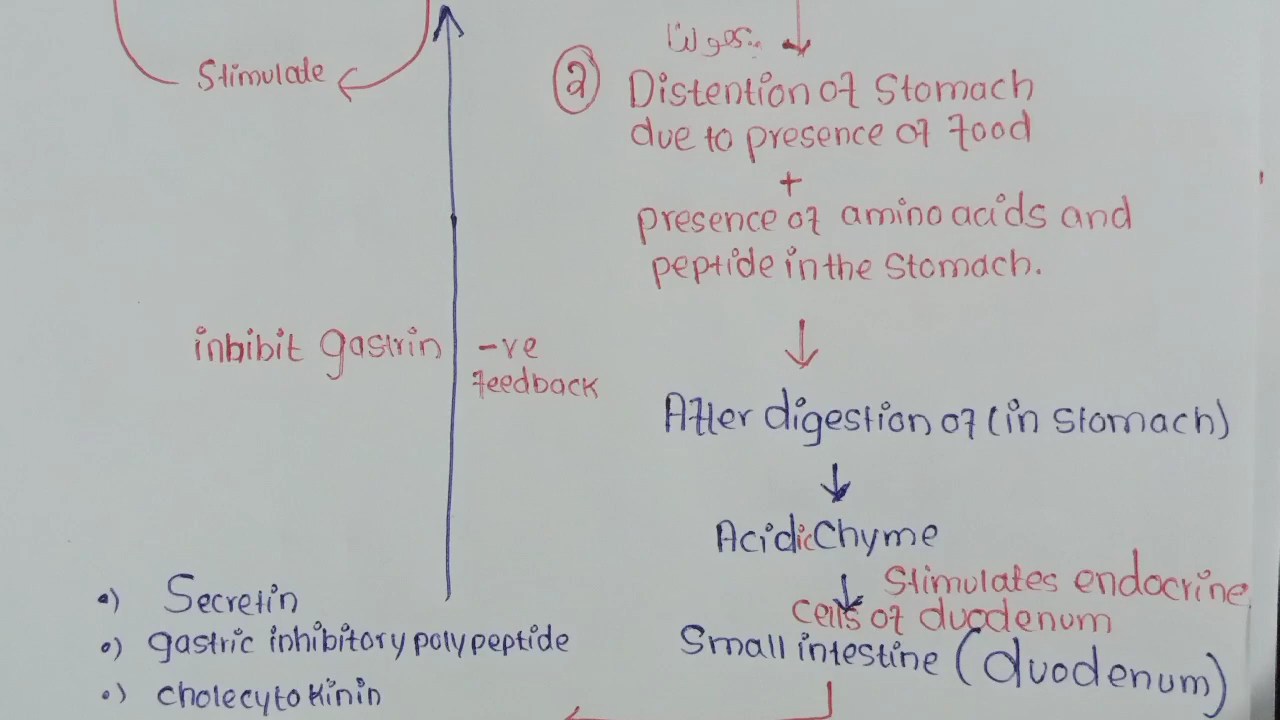 Stimulate
②
Distention of Stomach
due to presence of food
+
presence of amino acids and
peptide in the stomach.
inhibit gastrin
-ve
feedback
After digestion of (in stomach)
Acidic Chyme
Stimulates endocrine
cells of duodenum
Small intestine (duodenum)
•) Secretin
•) gastric inhibitory polypeptide
•) cholecytokinin